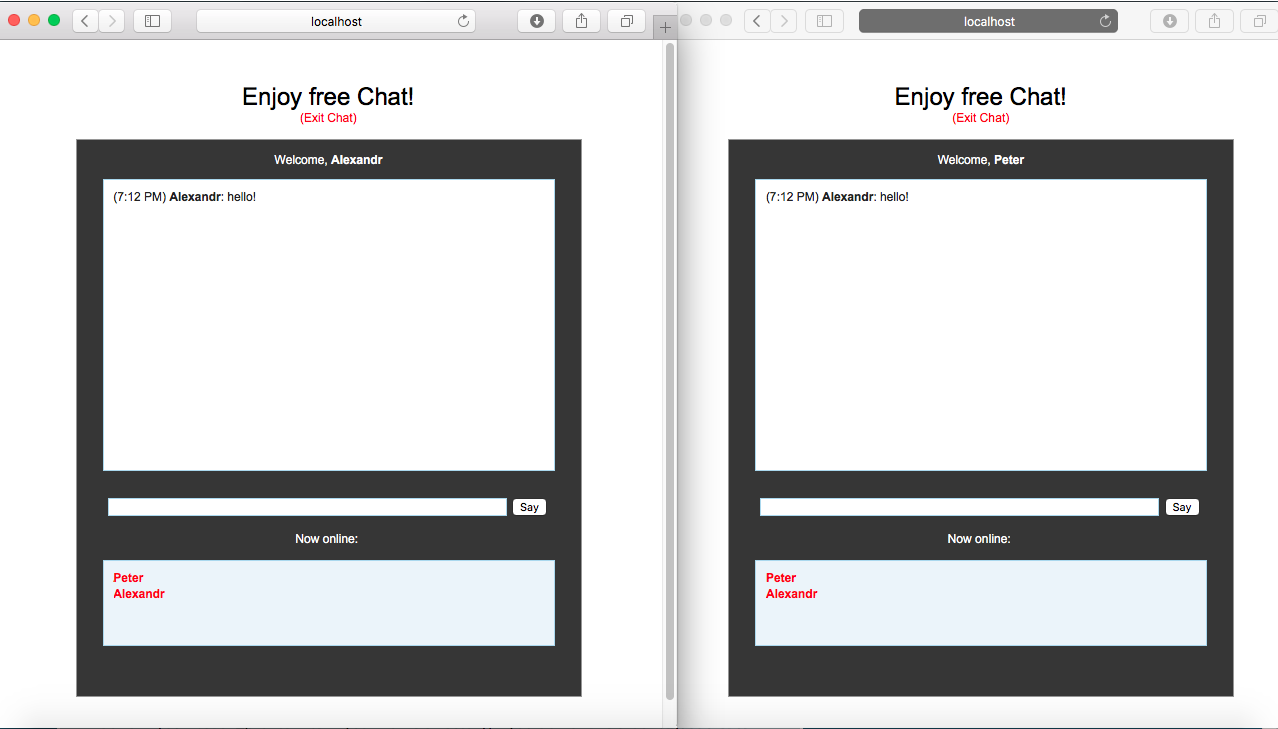 localhost
Enjoy free Chat!
(Exit Chat)
Welcome, Alexandr
(7:12 PM) Alexandr: hello!
Say
Now online:
Peter
Alexandr
localhost
Enjoy free Chat!
(Exit Chat)
Welcome, Peter
(7:12 PM) Alexandr: hello!
Say
Now online:
Peter
Alexandr